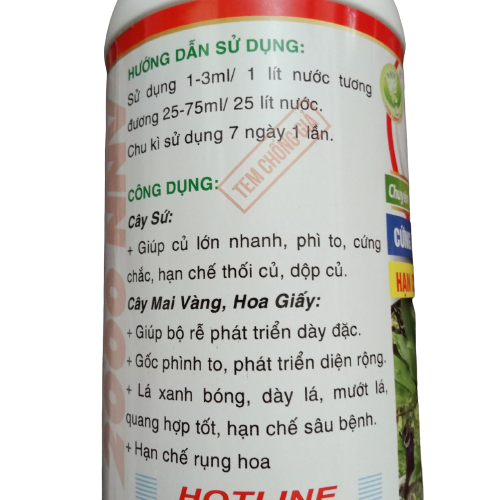 HƯỚNG DẪN SỬ DỤNG:
Sử dụng 1-3ml/ 1 lít nước tương
đương 25-75ml/ 25 lít nước.
Chu kì sử dụng 7 ngày 1 lần.
TEM CHỐNG GIẢ
CÔNG DỤNG:
Cây Sứ:
+ Giúp củ lớn nhanh, phì to, cứng
chắc, hạn chế thối củ, dộp củ.
Cây Mai Vàng, Hoa Giấy:
+ Giúp bộ rễ phát triển dày đặc.
+ Gốc phình to, phát triển diện rộng.
+ Lá xanh bóng, dày lá, mướt lá,
quang hợp tốt, hạn chế sâu bệnh.
+ Hạn chế rụng hoa
HOTLINE
CỨNG
HẠN